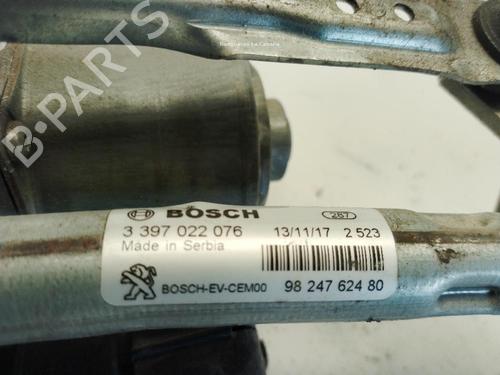 BOSCH 257
3 397 022 076 13/11/17 2 523
Made in Serbia
BOSCH-EV-CEM00 98 247 624 80